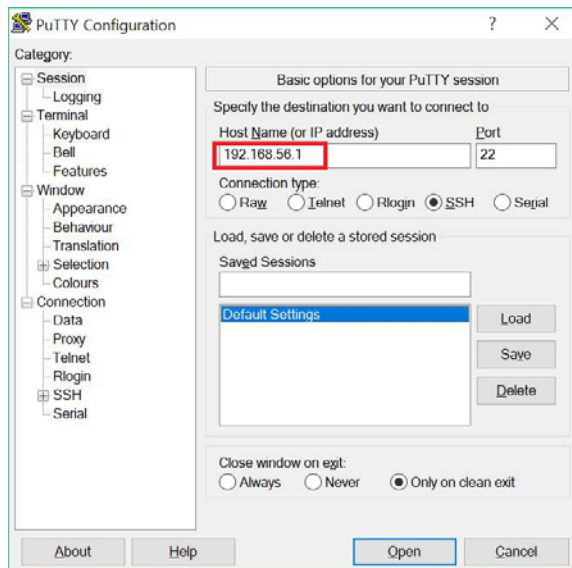 PuTTY Configuration ? ×
Category:
Session
Logging
Terminal
Keyboard
Bell
Features
Window
Appearance
Behaviour
Translation
Selection
Colours
Connection
Data
Proxy
Telnet
Rlogin
SSH
Serial
Basic options for your PuTTY session
Specify the destination you want to connect to
Host Name (or IP address) Port
192.168.56.1 22
Connection type:
Raw Telnet Rlogin SSH Serial
Load, save or delete a stored session
Saved Sessions
Default Settings
Load
Save
Delete
Close window on exit:
Always Never Only on clean exit
About Help Open Cancel